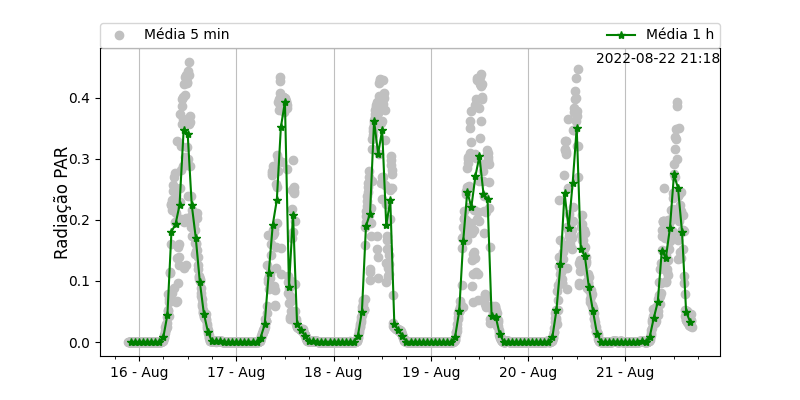 Média 5 min
Média 1 h
2022-08-22 21:18
Radiação PAR
0.4
0.3
0.2
0.1
0.0
16 - Aug
17 - Aug
18 - Aug
19 - Aug
20 - Aug
21 - Aug